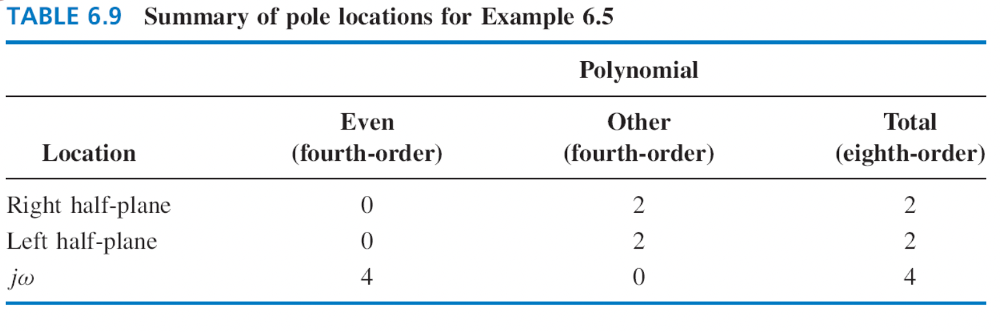 TABLE 6.9 Summary of pole locations for Example 6.5
Polynomial
Even Other Total
Location (fourth-order) (fourth-order) (eighth-order)
Right half-plane 0 2 2
Left half-plane 0 2 2
jω 4 0 4